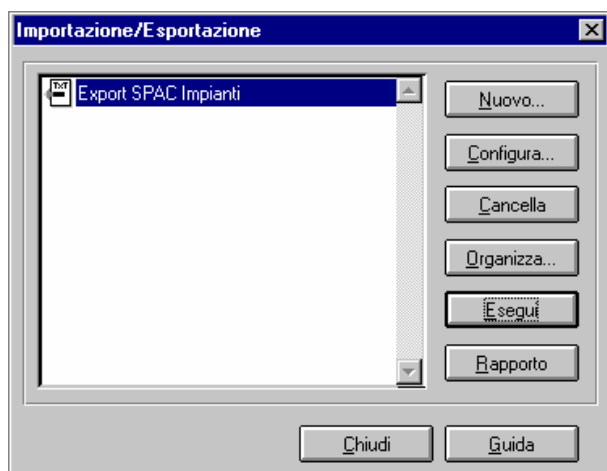 Importazione/Esportazione
TXT
Export SPAC Impianti
Nuovo...
Configura...
Cancella
Organizza...
Esegui
Rapporto
Chiudi
Guida